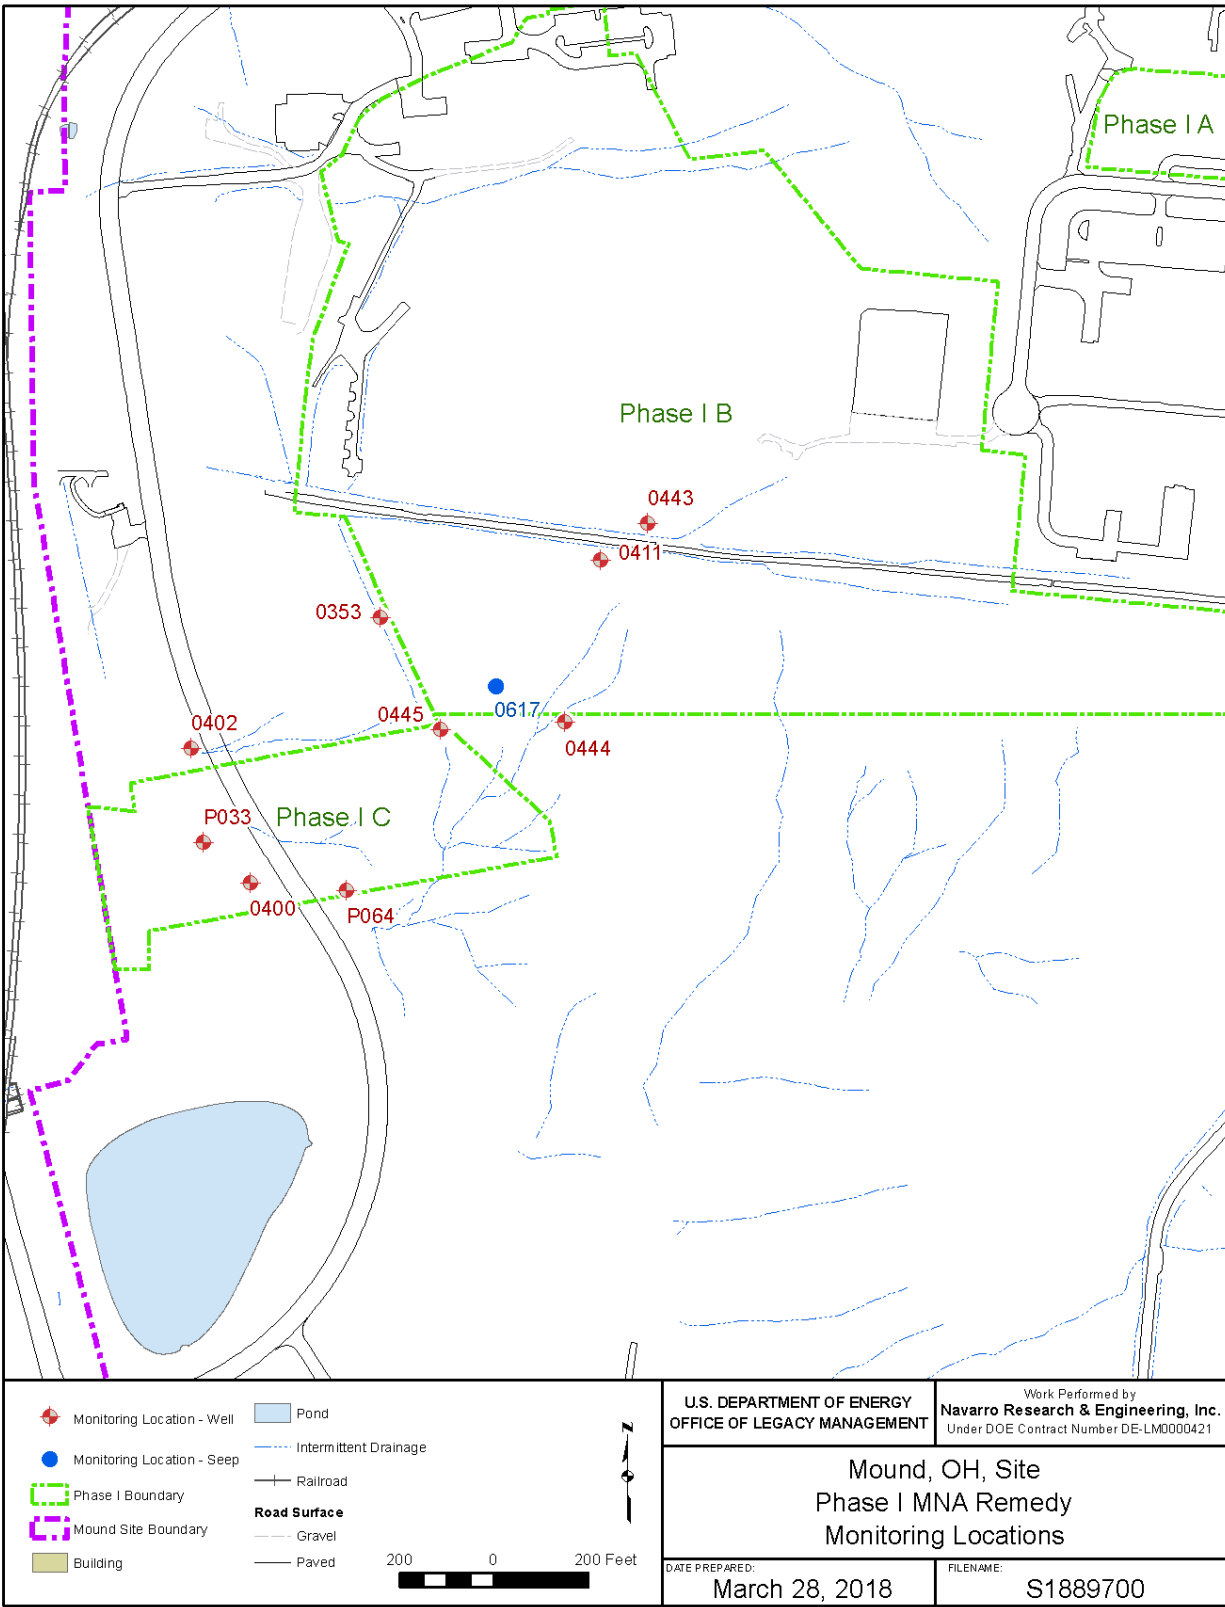 Phase I A
Phase I B
0443
0411
0353
0617
0445
0402
0444
P033
Phase I C
0400
P064
Monitoring Location - Well
Monitoring Location - Seep
Phase I Boundary
Mound Site Boundary
Building
Pond
Intermittent Drainage
Railroad
Road Surface
Gravel
Paved
N
200 0 200 Feet
U.S. DEPARTMENT OF ENERGY
OFFICE OF LEGACY MANAGEMENT
Work Performed by
Navarro Research & Engineering, Inc.
Under DOE Contract Number DE-LM0000421
Mound, OH, Site
Phase I MNA Remedy
Monitoring Locations
DATE PREPARED:
March 28, 2018
FILENAME:
S1889700